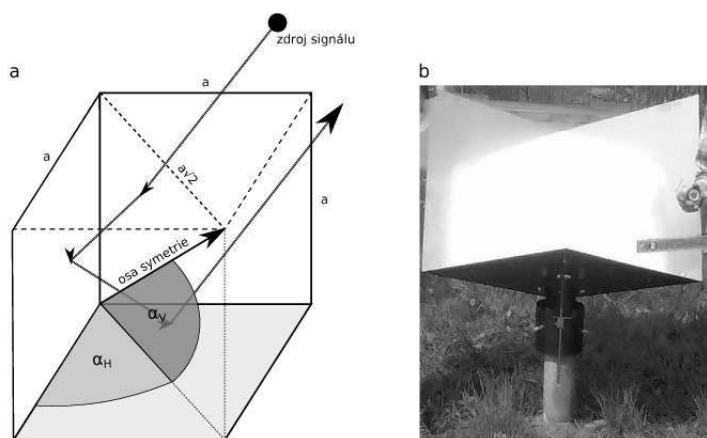 zdroj signálu
a
a
a
a√2
a
osa symetrie
αV
αH
b